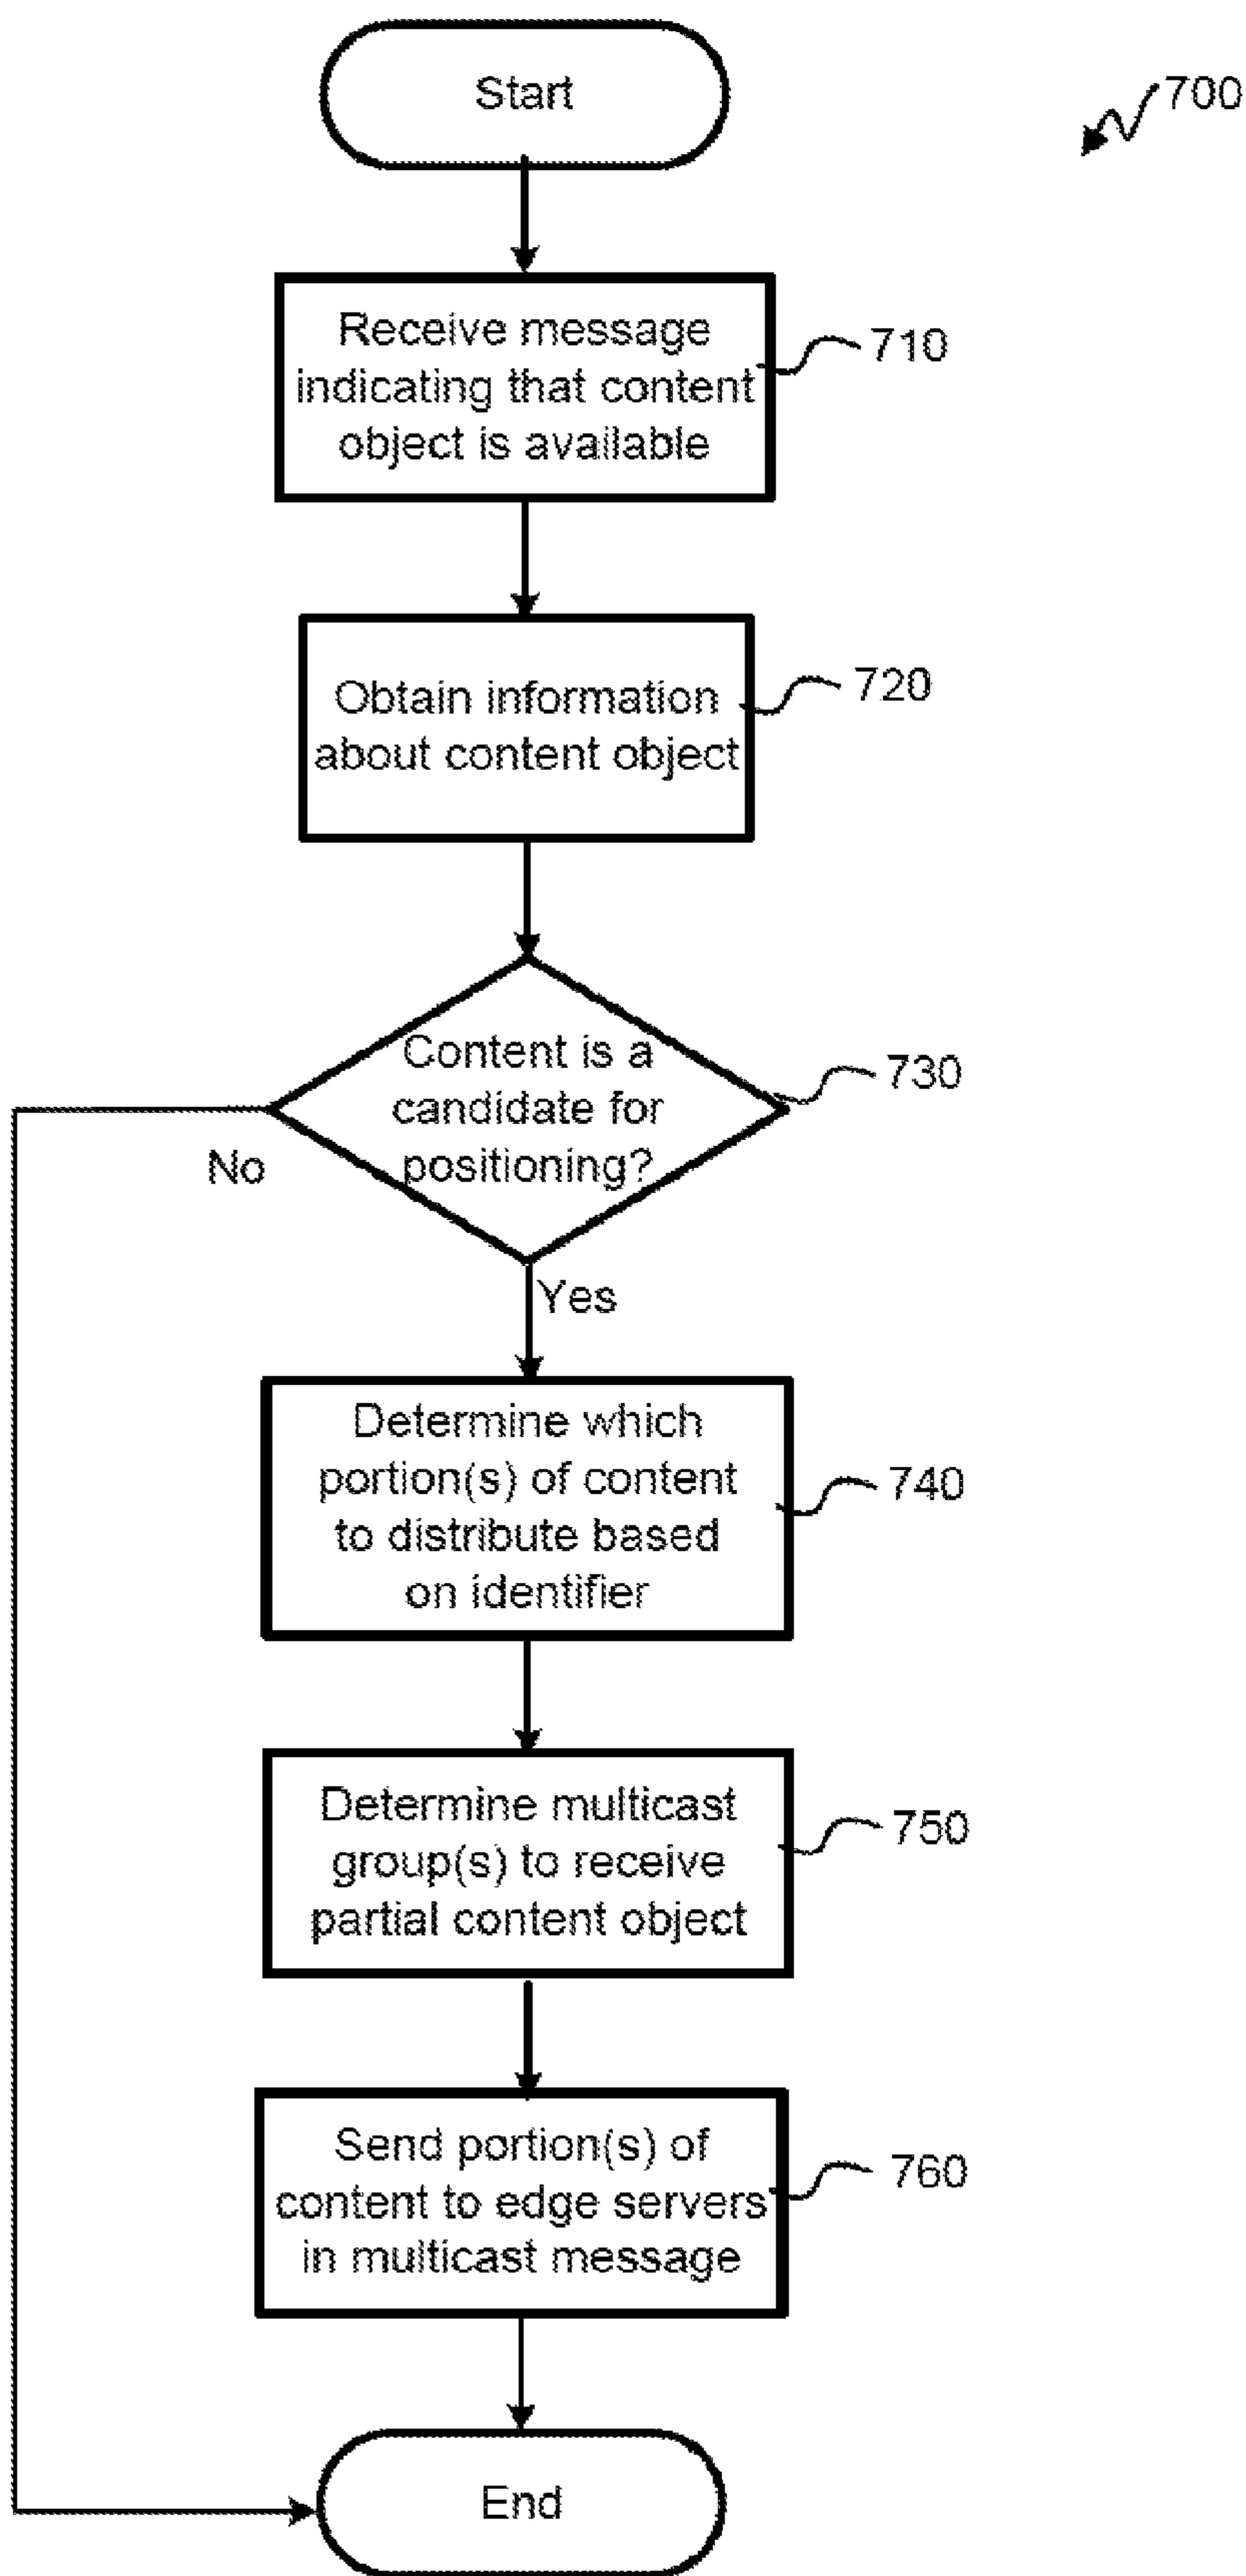 Start
700
Receive message
indicating that content
object is available
710
Obtain information
about content object
720
Content is a
candidate for
positioning?
730
No
Yes
Determine which
portion(s) of content
to distribute based
on identifier
740
Determine multicast
group(s) to receive
partial content object
750
Send portion(s) of
content to edge servers
in multicast message
760
End